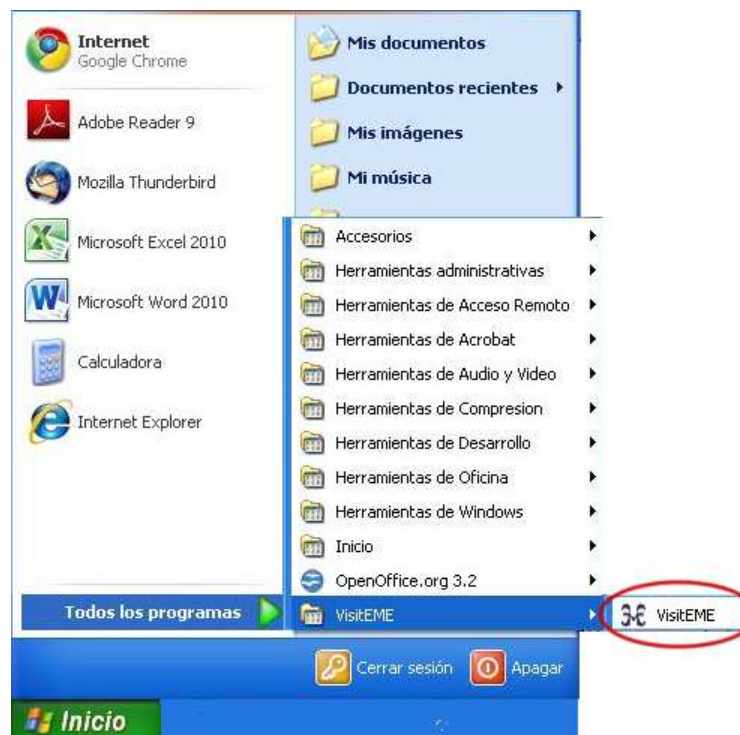 Internet
Google Chrome
Adobe Reader 9
Mozilla Thunderbird
Microsoft Excel 2010
Microsoft Word 2010
Calculadora
Internet Explorer
Todos los programas
Mis documentos
Documentos recientes
Mis imágenes
Mi música
Accesorios
Herramientas administrativas
Herramientas de Acceso Remoto
Herramientas de Acrobat
Herramientas de Audio y Video
Herramientas de Compresion
Herramientas de Desarrollo
Herramientas de Oficina
Herramientas de Windows
Inicio
OpenOffice.org 3.2
VisitEME
VisitEME
Cerrar sesión
Apagar
Inicio